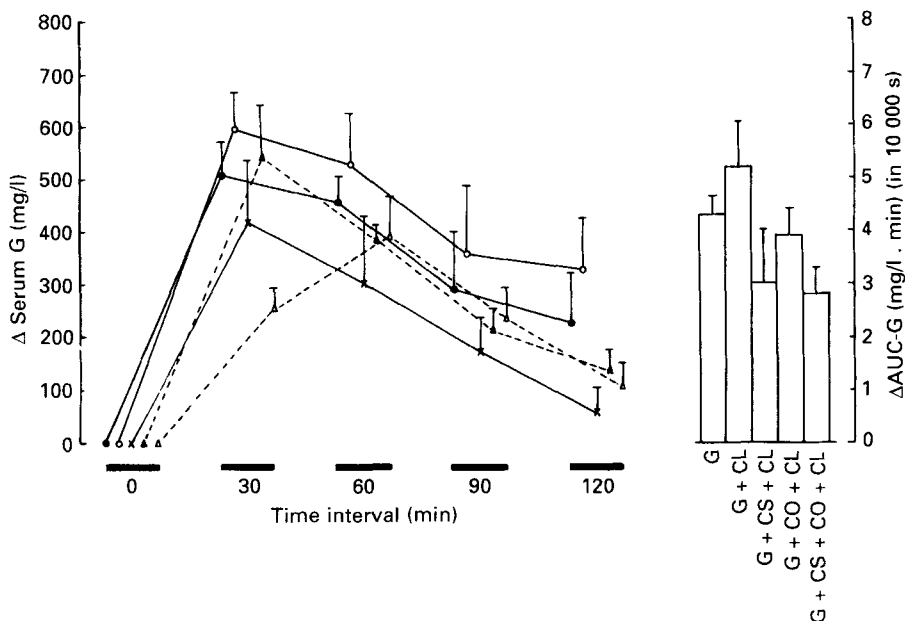 800
700
600
500
400
300
200
100
0
Δ Serum G (mg/l)
0 30 60 90 120
Time interval (min)
8
7
6
5
4
3
2
1
0
ΔAUC-G (mg/l . min) (in 10 000 s)
G
G + CL
G + CS + CL
G + CO + CL
G + CS + CO + CL